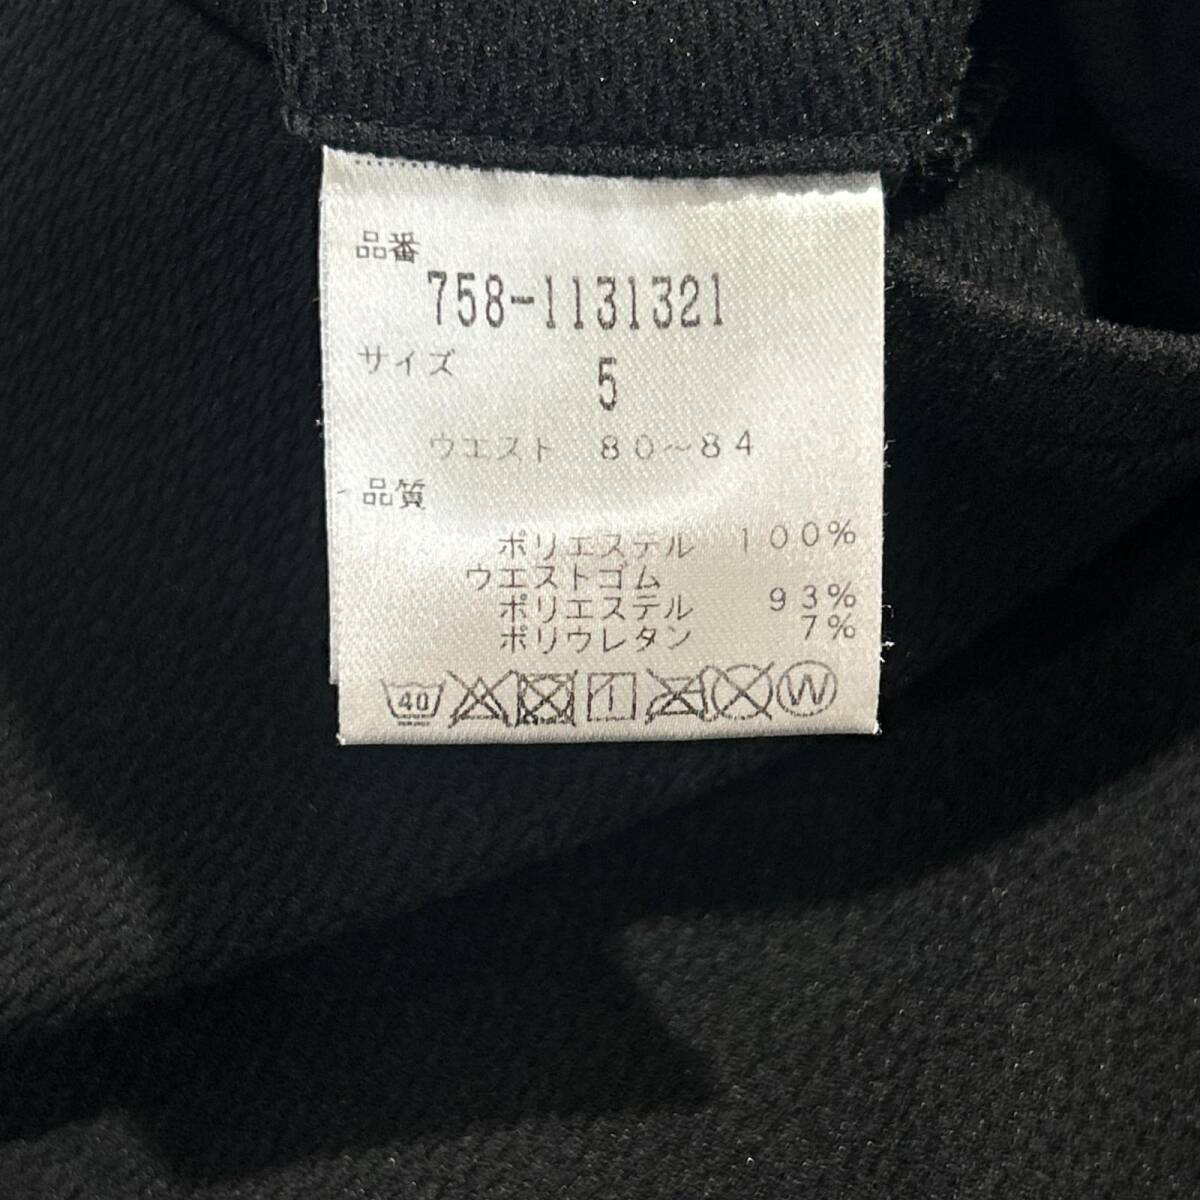 品番
758-1131321
サイズ
5
ウエスト 80~84
品質
ポリエステル 100%
ウエストゴム
ポリエステル 93%
ポリウレタン 7%
40 W